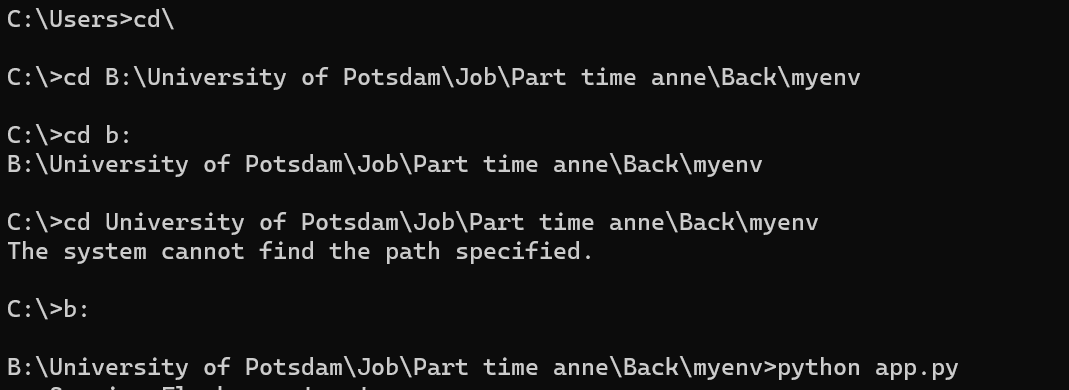 C:\Users>cd\
C:\>cd B:\University of Potsdam\Job\Part time anne\Back\myenv
C:\>cd b:
B:\University of Potsdam\Job\Part time anne\Back\myenv
C:\>cd University of Potsdam\Job\Part time anne\Back\myenv
The system cannot find the path specified.
C:\>b:
B:\University of Potsdam\Job\Part time anne\Back\myenv>python app.py